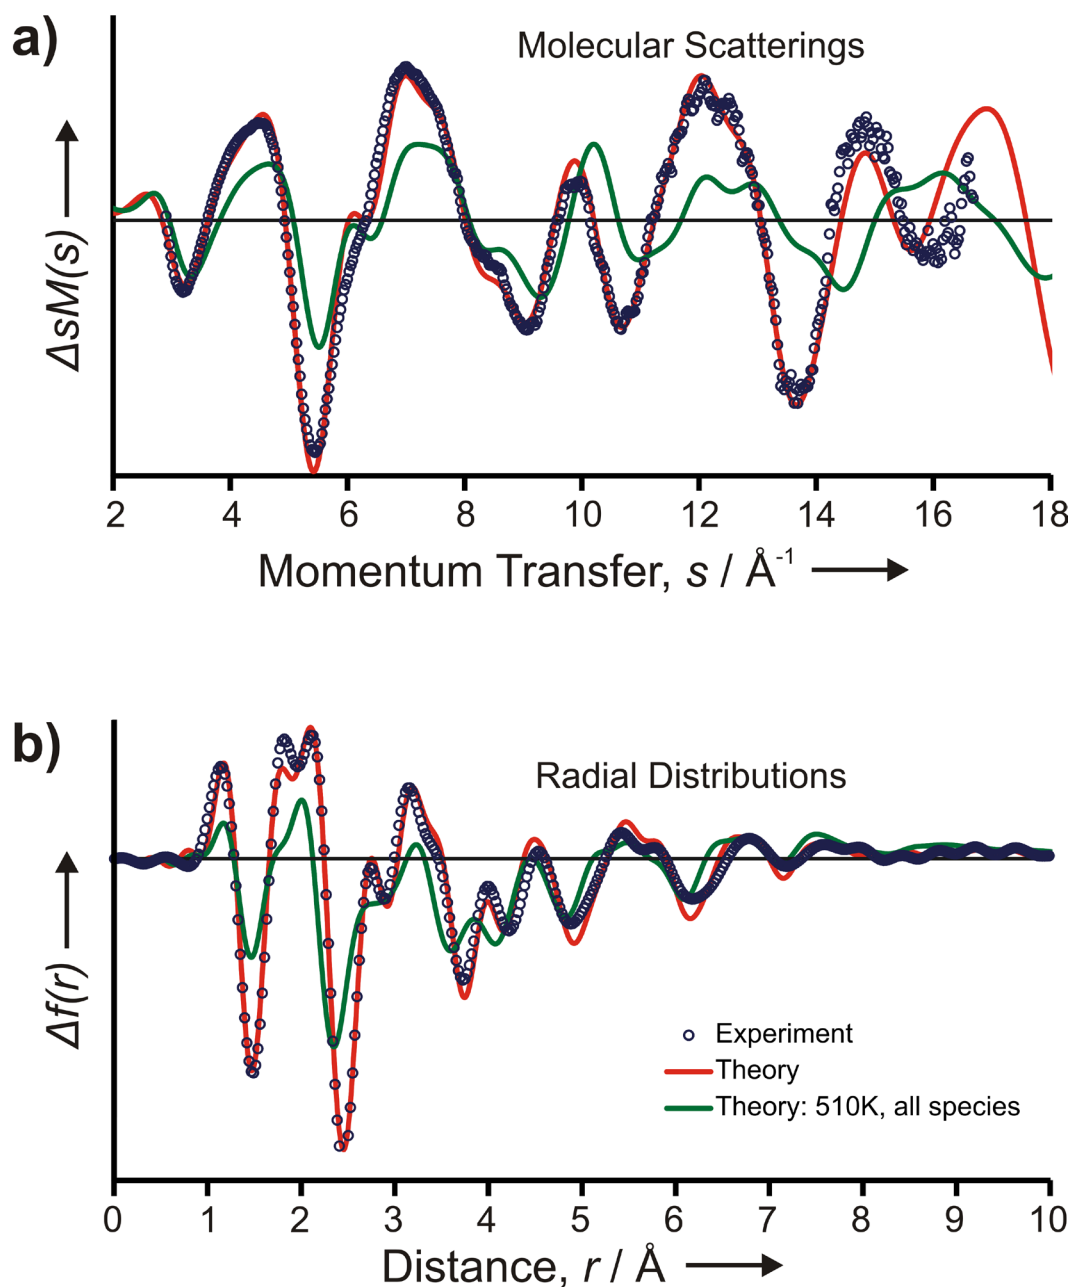 a)
Molecular Scatterings
ΔsM(s)
2 4 6 8 10 12 14 16 18
Momentum Transfer, s / Å-1
b)
Radial Distributions
Δf(r)
Experiment
Theory
Theory: 510K, all species
0 1 2 3 4 5 6 7 8 9 10
Distance, r / Å